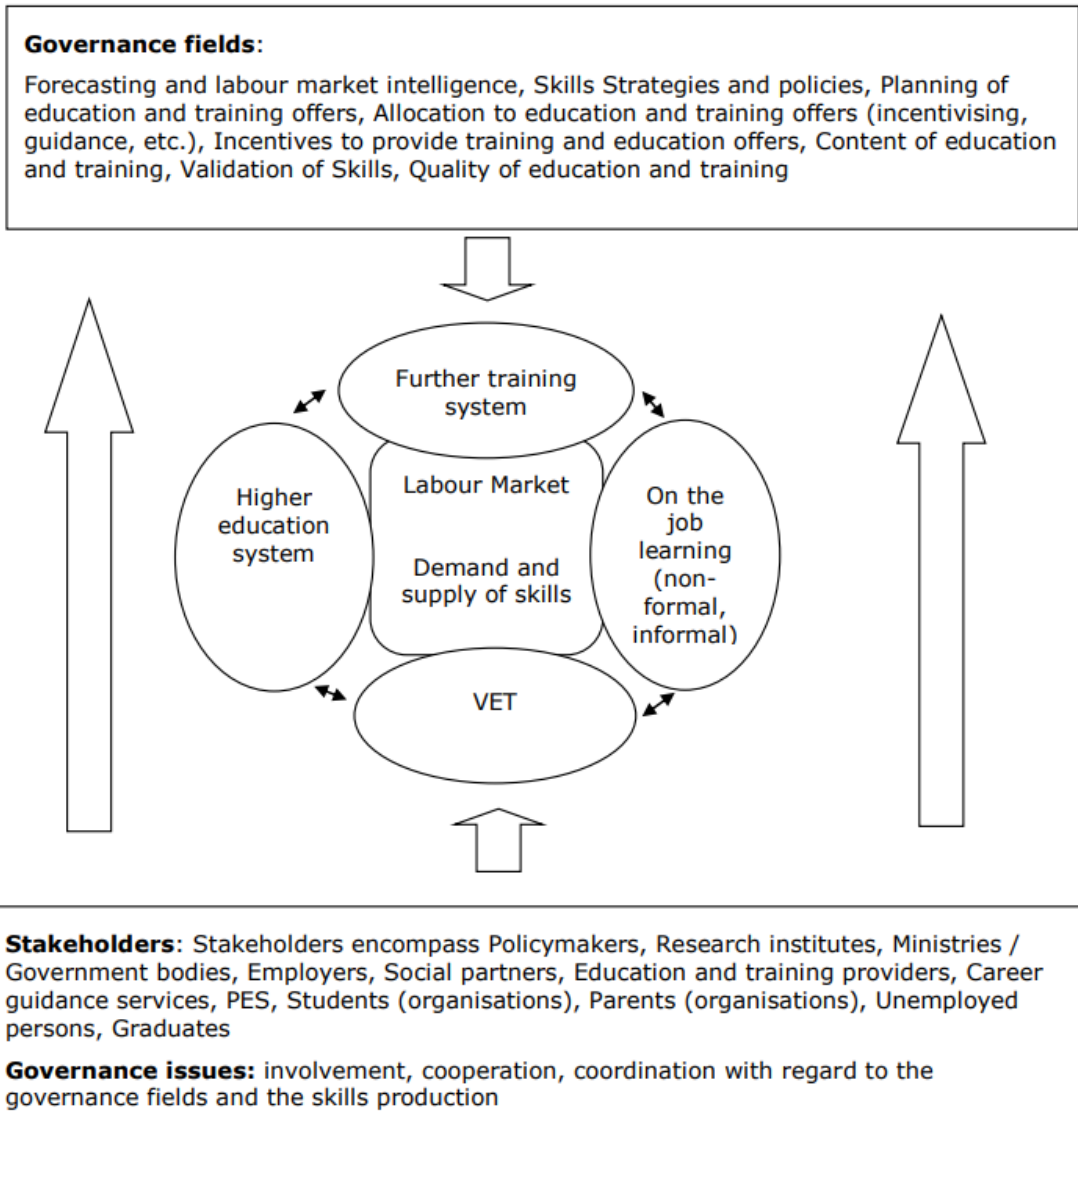 Governance fields:
Forecasting and labour market intelligence, Skills Strategies and policies, Planning of
education and training offers, Allocation to education and training offers (incentivising,
guidance, etc.), Incentives to provide training and education offers, Content of education
and training, Validation of Skills, Quality of education and training
Further training
system
Higher
education
system
Labour Market
Demand and
supply of skills
On the
job
learning
(non-
formal,
informal)
VET
Stakeholders: Stakeholders encompass Policymakers, Research institutes, Ministries /
Government bodies, Employers, Social partners, Education and training providers, Career
guidance services, PES, Students (organisations), Parents (organisations), Unemployed
persons, Graduates
Governance issues: involvement, cooperation, coordination with regard to the
governance fields and the skills production